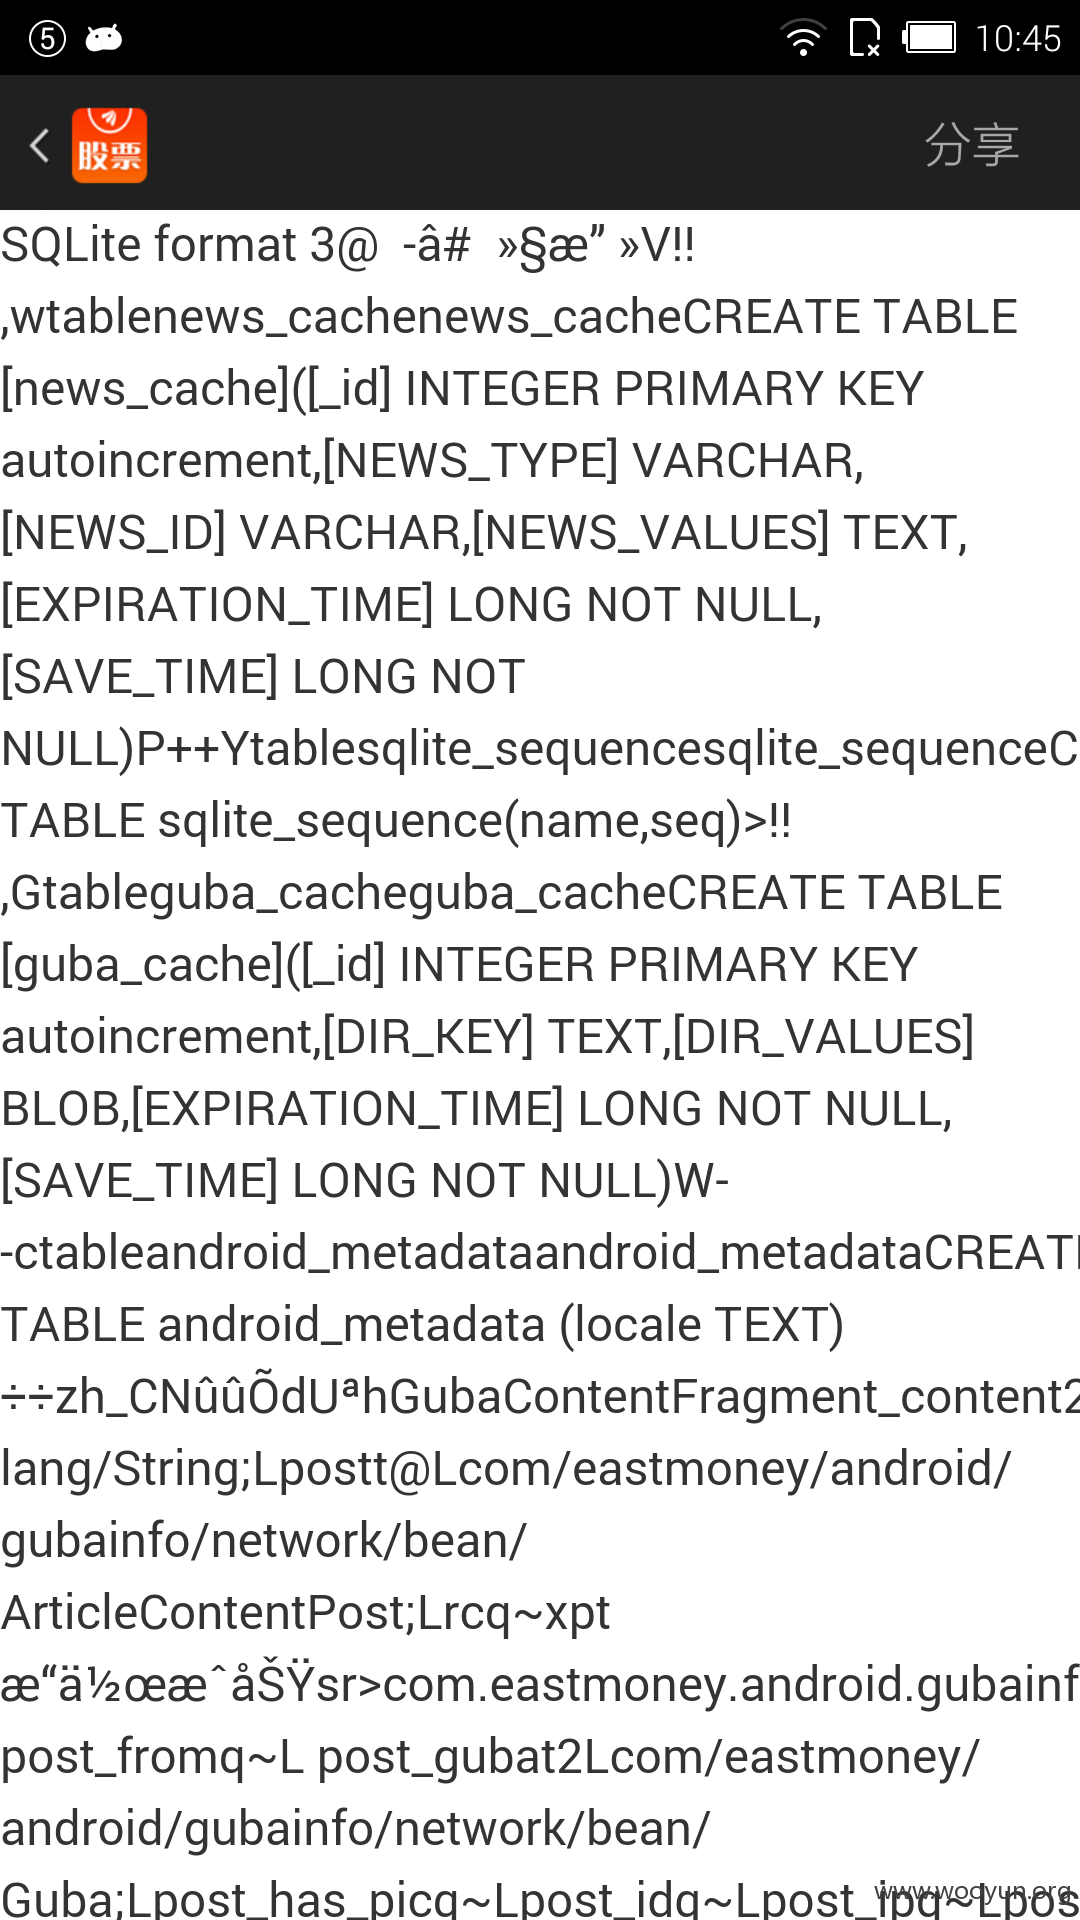 5 10:45
股票 分享
SQLite format 3@ -â# »§æ” »V!!
,wtablenews_cachenews_cacheCREATE TABLE
[news_cache]([_id] INTEGER PRIMARY KEY
autoincrement,[NEWS_TYPE] VARCHAR,
[NEWS_ID] VARCHAR,[NEWS_VALUES] TEXT,
[EXPIRATION_TIME] LONG NOT NULL,
[SAVE_TIME] LONG NOT
NULL)P++Ytablesqlite_sequencesqlite_sequenceC
TABLE sqlite_sequence(name,seq)>!!
,Gtableguba_cacheguba_cacheCREATE TABLE
[guba_cache]([_id] INTEGER PRIMARY KEY
autoincrement,[DIR_KEY] TEXT,[DIR_VALUES]
BLOB,[EXPIRATION_TIME] LONG NOT NULL,
[SAVE_TIME] LONG NOT NULL)W-
-ctableandroid_metadataandroid_metadataCREATE
TABLE android_metadata (locale TEXT)
÷÷zh_CNûûÕdUªhGubaContentFragment_content2
lang/String;Lpostt@Lcom/eastmoney/android/
gubainfo/network/bean/
ArticleContentPost;Lrcq~xpt
æ“ä½œæˆåŠŸsr>com.eastmoney.android.gubainf
post_fromq~L post_gubat2Lcom/eastmoney/
android/gubainfo/network/bean/
Guba;Lpost_has_picq~Lpost_idq~Lpost_ipq~Lpos
www.wooyun.org